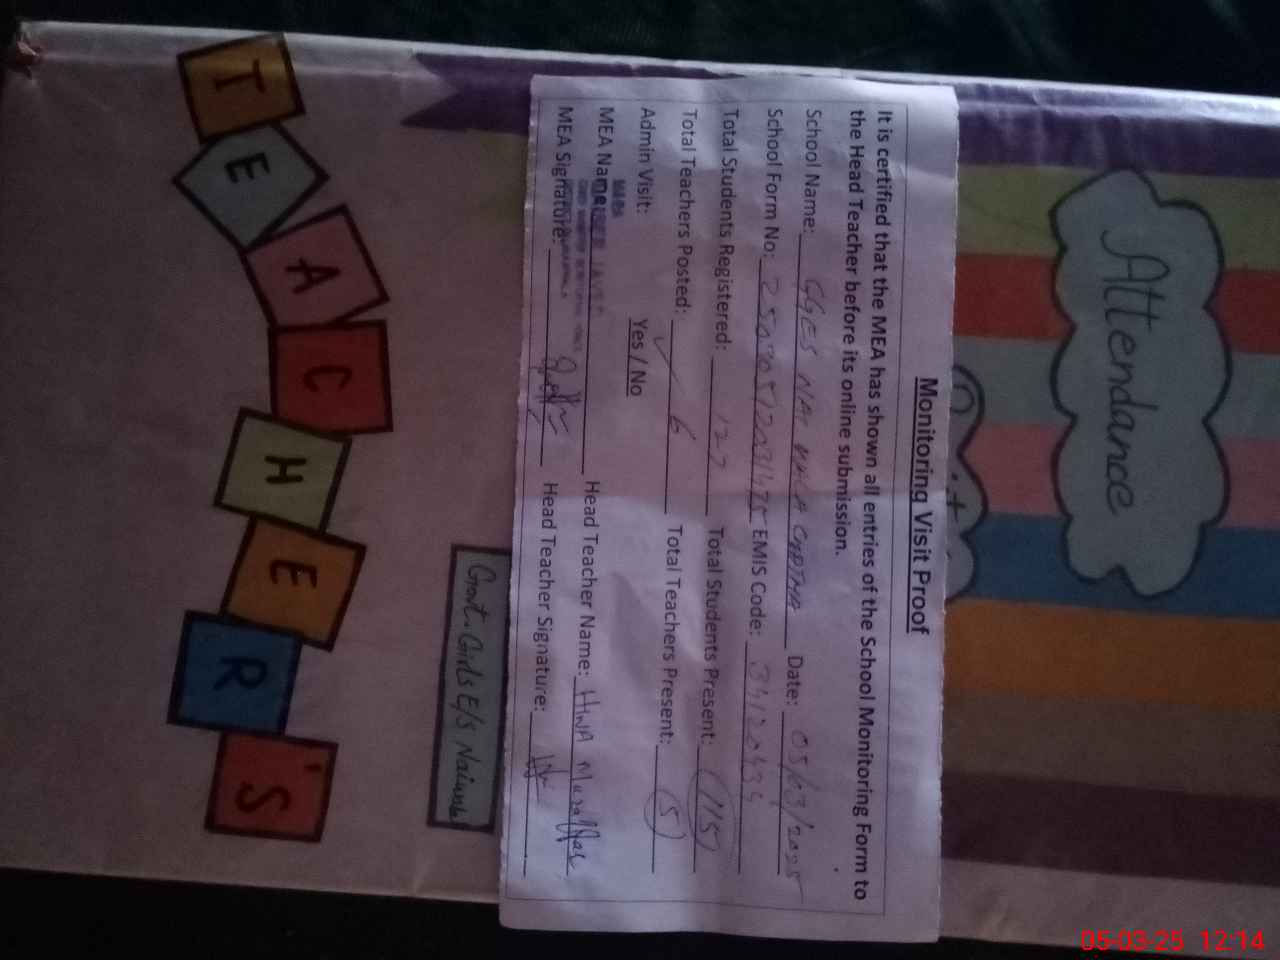 Monitoring Visit Proof
It is certified that the MEA has shown all entries of the School Monitoring Form to
the Head Teacher before its online submission.
School Name: GGES NAI WALA Date: 05/03/2025
School Form No: EMIS Code:
Total Students Registered: 127 Total Students Present: (115)
Total Teachers Posted: 6 Total Teachers Present: (5)
Admin Visit: Yes / No
MEA Name: Head Teacher Name: HINA
MEA Signature: Head Teacher Signature:
Attendance
TEACHER'S
Govt. Girls E/S
05-03-25 12:14